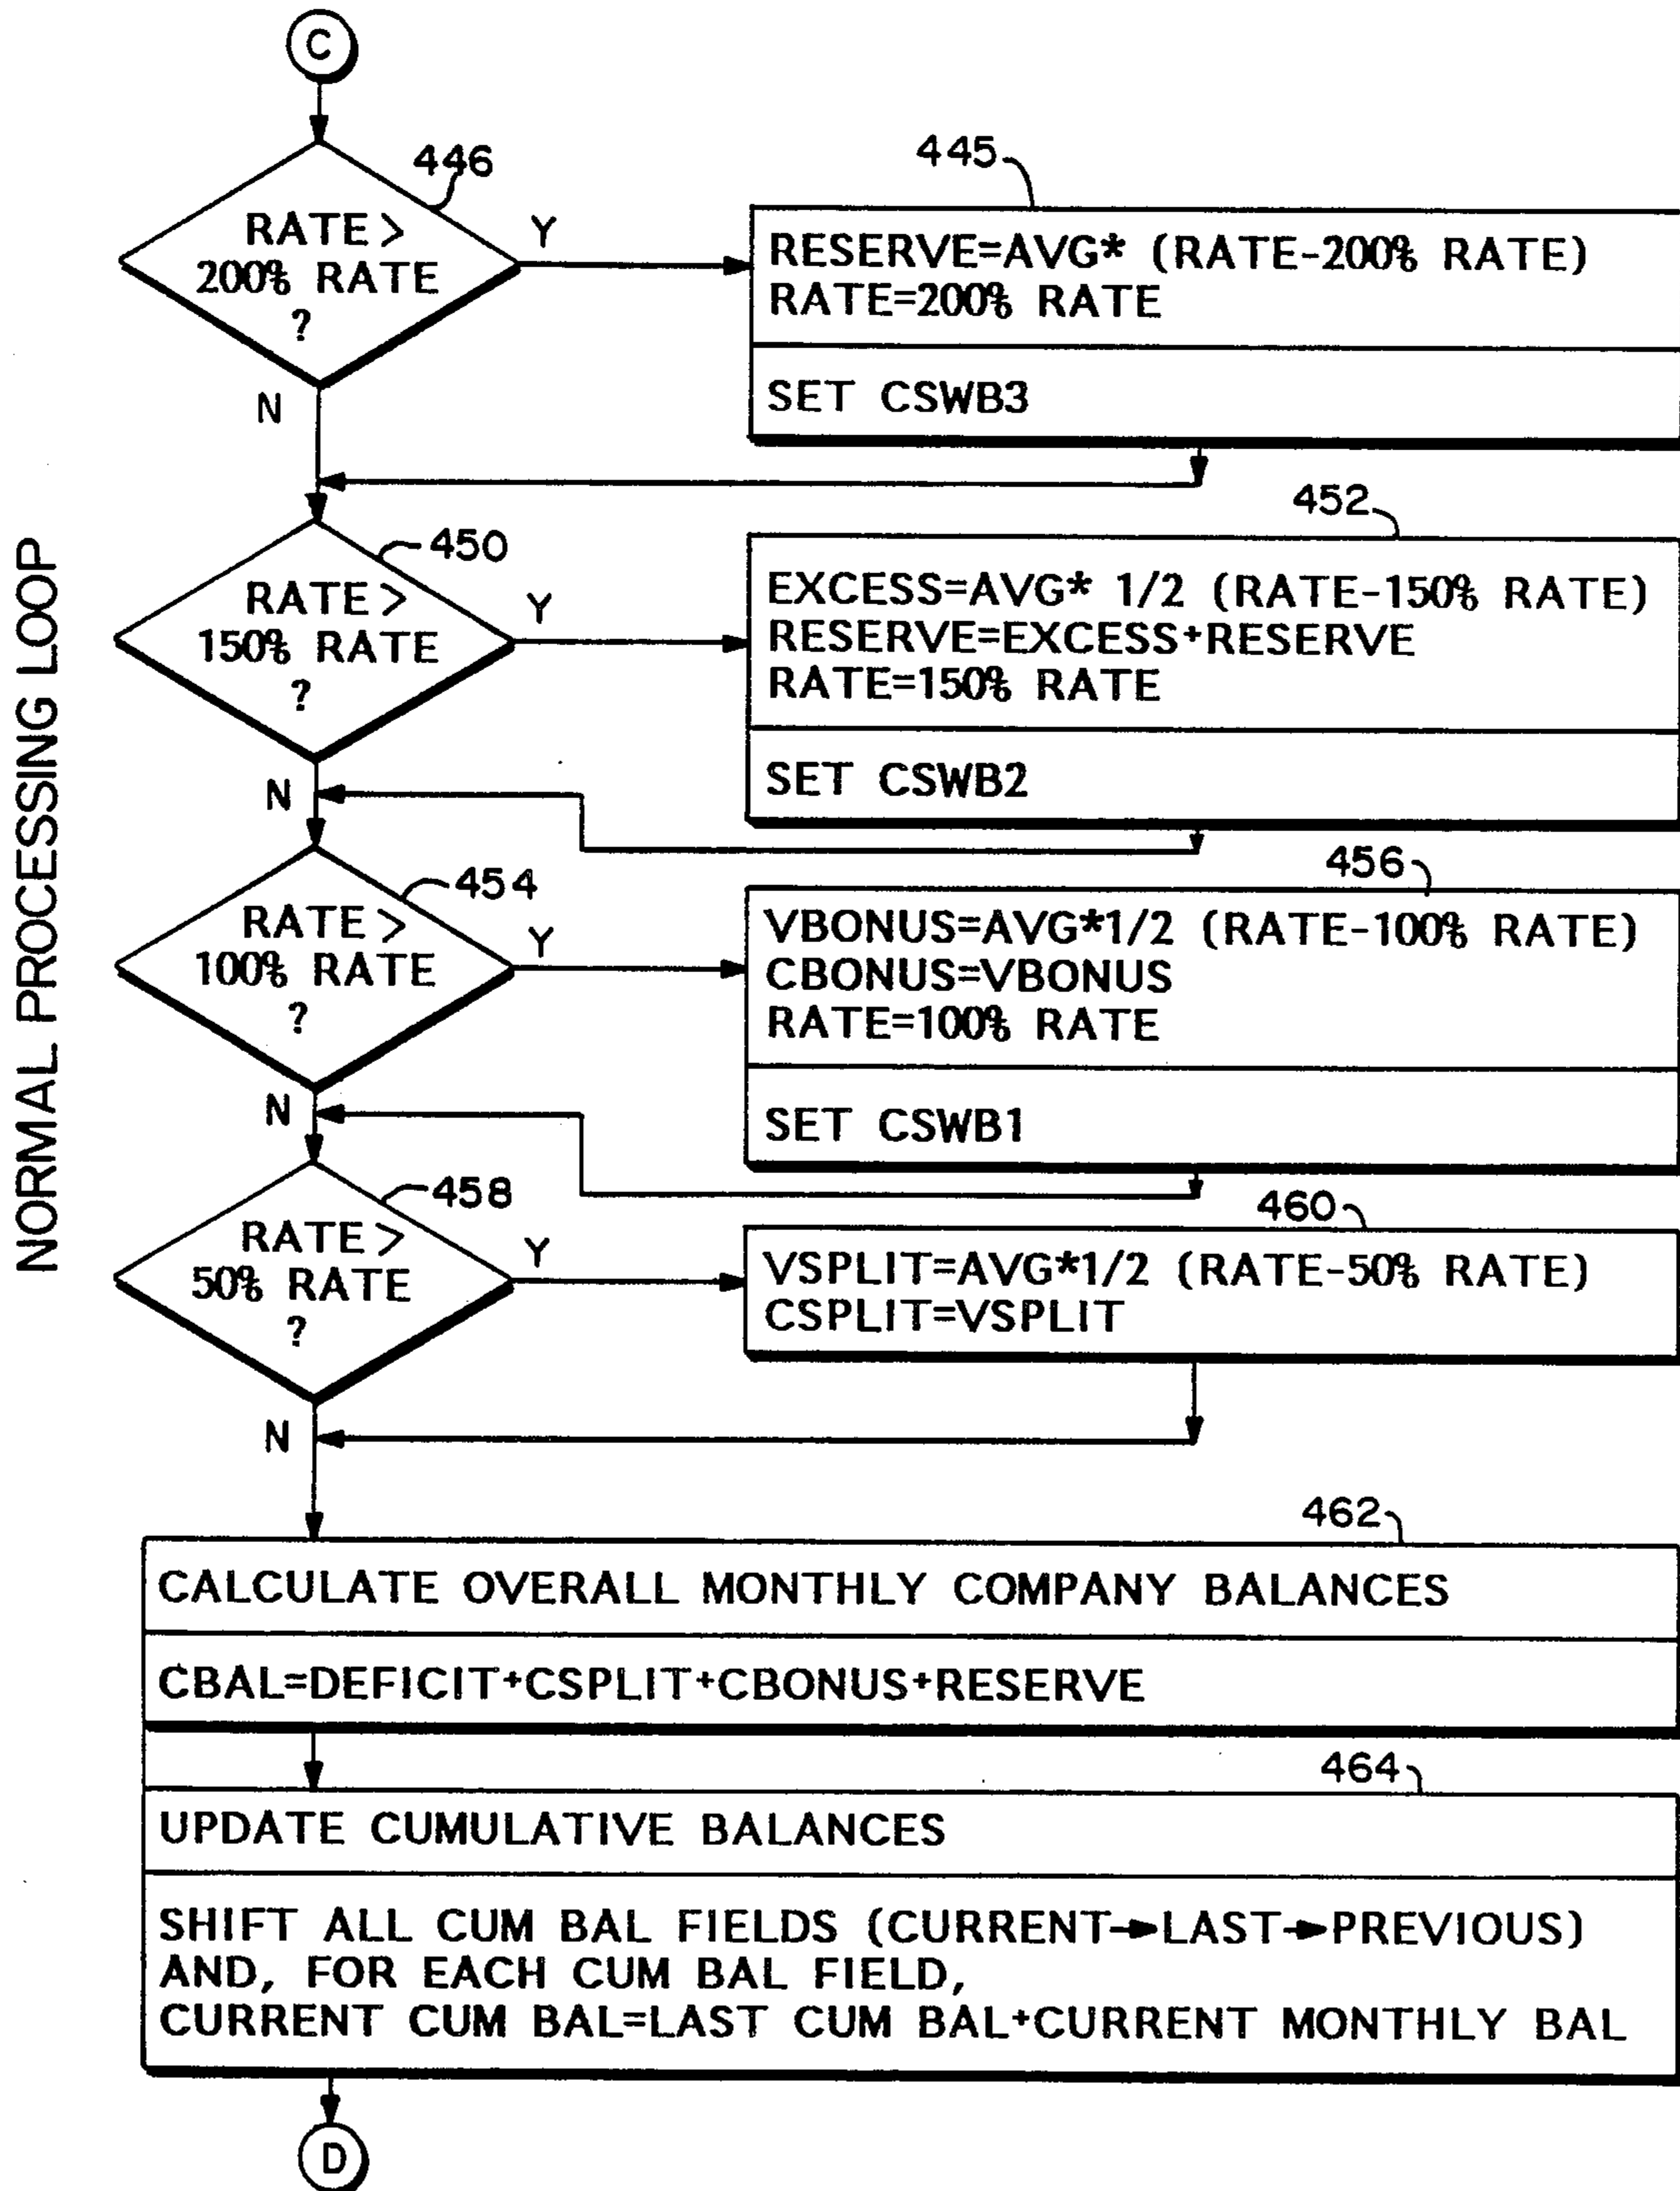 C
446
RATE >
200% RATE
?
Y
N
445
RESERVE=AVG* (RATE-200% RATE)
RATE=200% RATE
SET CSWB3
NORMAL PROCESSING LOOP
450
RATE >
150% RATE
?
Y
N
452
EXCESS=AVG* 1/2 (RATE-150% RATE)
RESERVE=EXCESS+RESERVE
RATE=150% RATE
SET CSWB2
454
RATE >
100% RATE
?
Y
N
456
VBONUS=AVG*1/2 (RATE-100% RATE)
CBONUS=VBONUS
RATE=100% RATE
SET CSWB1
458
RATE >
50% RATE
?
Y
N
460
VSPLIT=AVG*1/2 (RATE-50% RATE)
CSPLIT=VSPLIT
462
CALCULATE OVERALL MONTHLY COMPANY BALANCES
CBAL=DEFICIT+CSPLIT+CBONUS+RESERVE
464
UPDATE CUMULATIVE BALANCES
SHIFT ALL CUM BAL FIELDS (CURRENT→LAST→PREVIOUS)
AND, FOR EACH CUM BAL FIELD,
CURRENT CUM BAL=LAST CUM BAL+CURRENT MONTHLY BAL
D